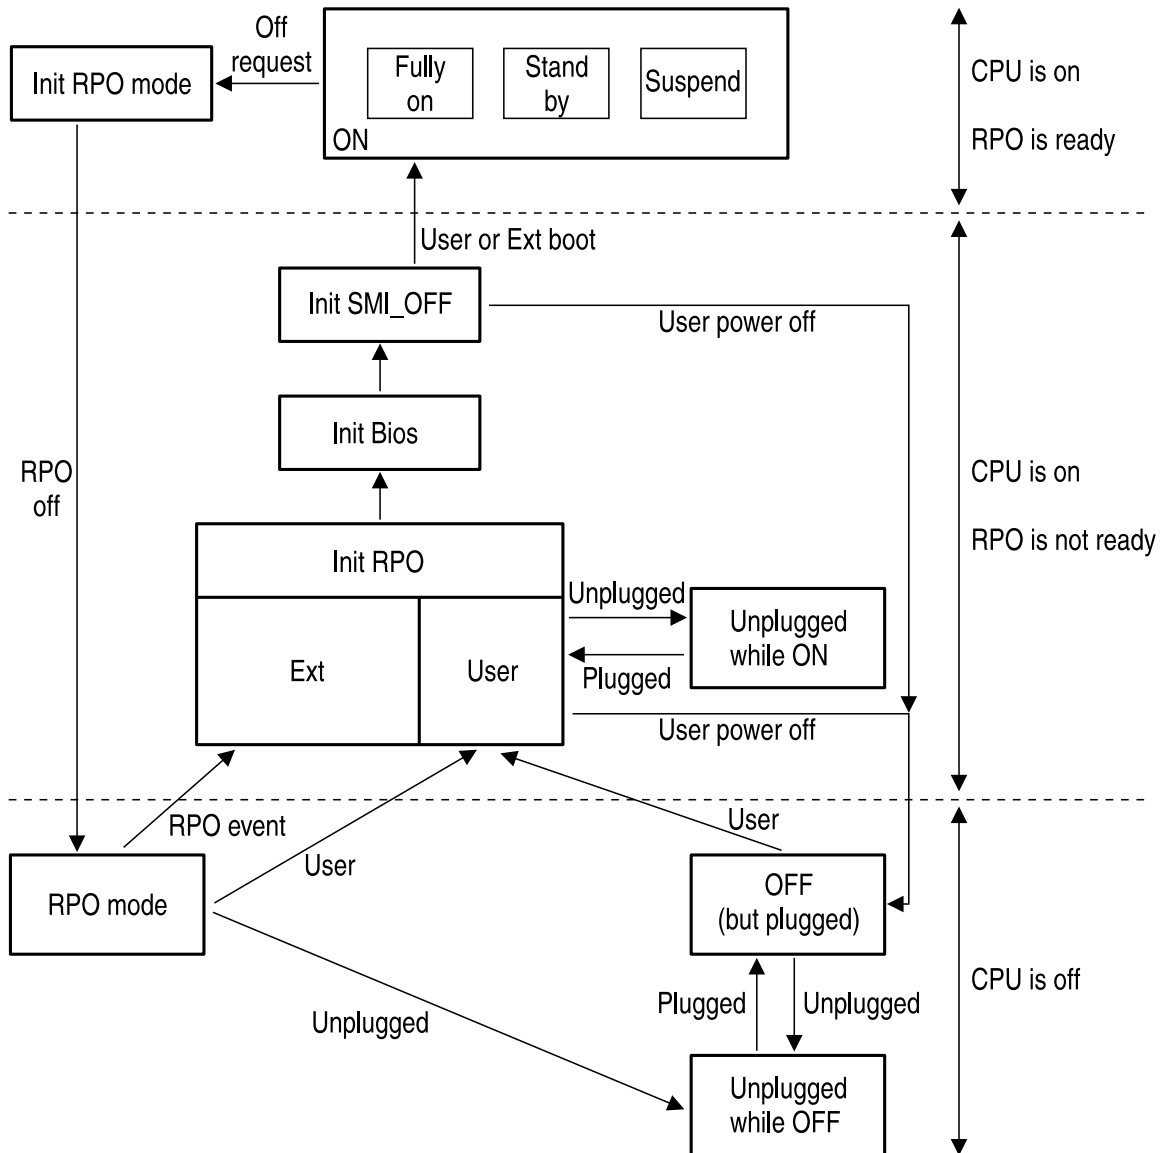 Off
request
Init RPO mode
Fully
on
Stand
by
Suspend
ON
CPU is on
RPO is ready
User or Ext boot
Init SMI_OFF
User power off
Init Bios
RPO
off
CPU is on
RPO is not ready
Init RPO
Ext
User
Unplugged
Plugged
Unplugged
while ON
User power off
RPO event
User
User
RPO mode
OFF
(but plugged)
CPU is off
Unplugged
Plugged
Unplugged
Unplugged
while OFF